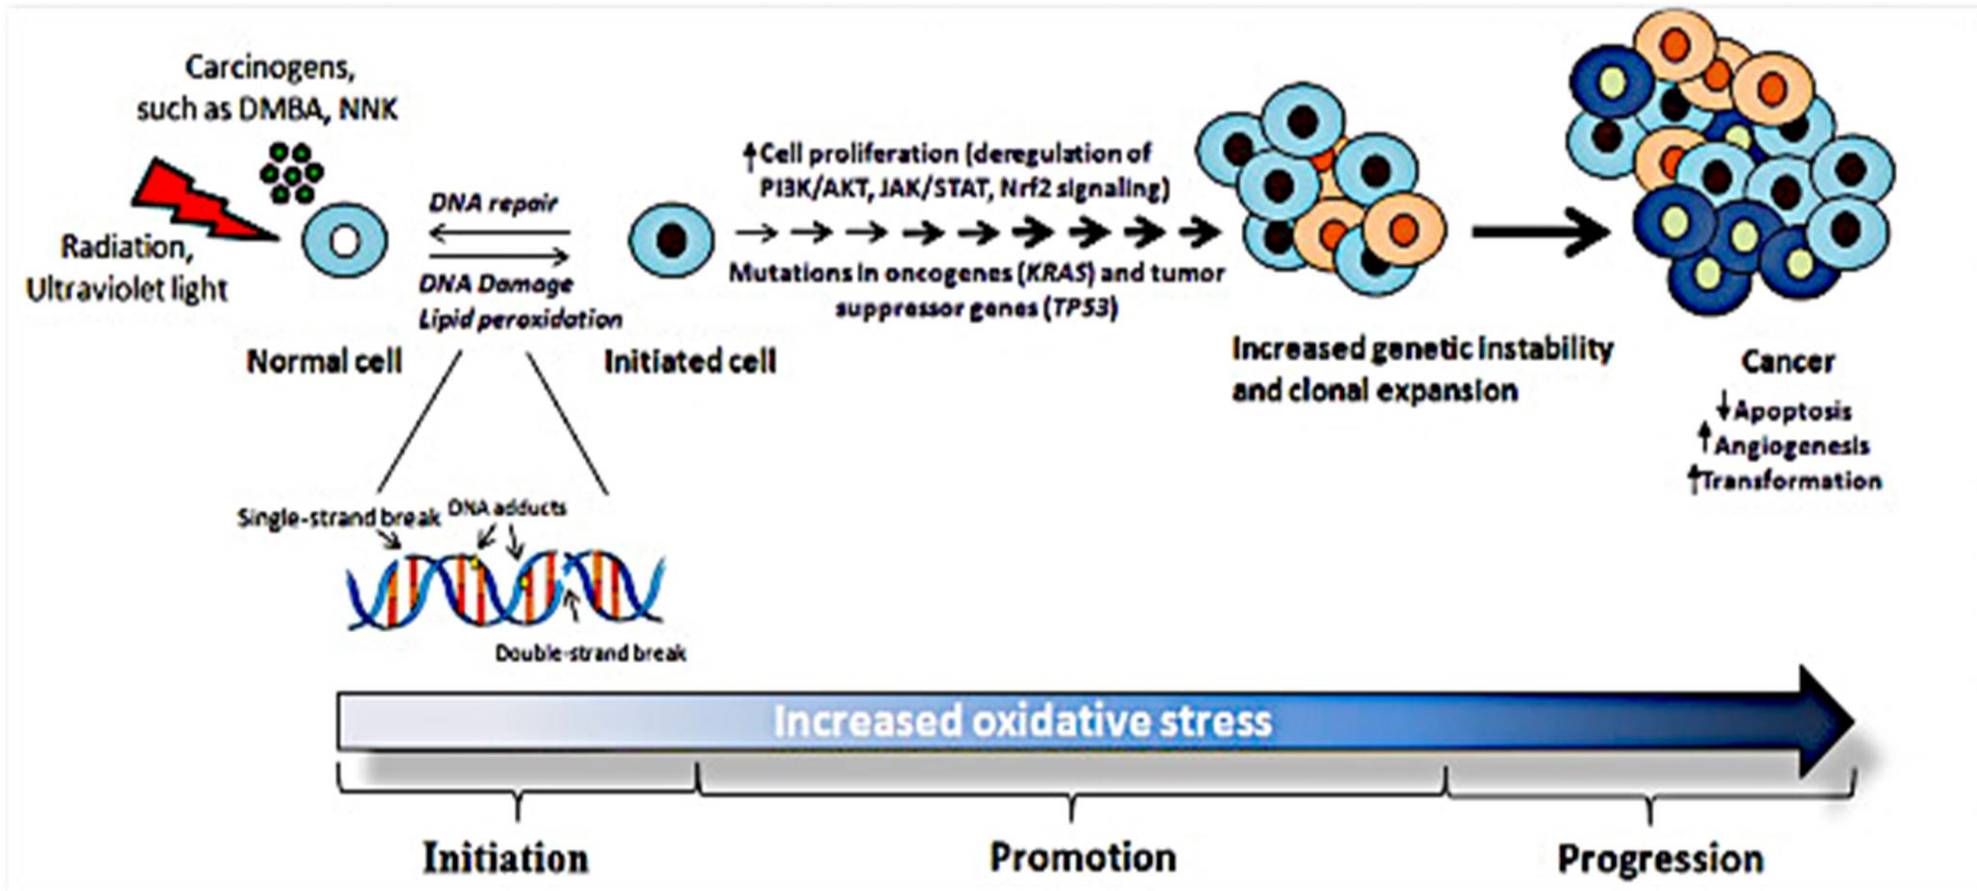 Carcinogens,
such as DMBA, NNK
Radiation,
Ultraviolet light
DNA repair
DNA Damage
Lipid peroxidation
Normal cell
Initiated cell
↑Cell proliferation (deregulation of
PI3K/AKT, JAK/STAT, Nrf2 signaling)
Mutations in oncogenes (KRAS) and tumor
suppressor genes (TP53)
Increased genetic instability
and clonal expansion
Cancer
↓Apoptosis
↑Angiogenesis
↑Transformation
Single-strand break
DNA adducts
Double-strand break
Increased oxidative stress
Initiation
Promotion
Progression